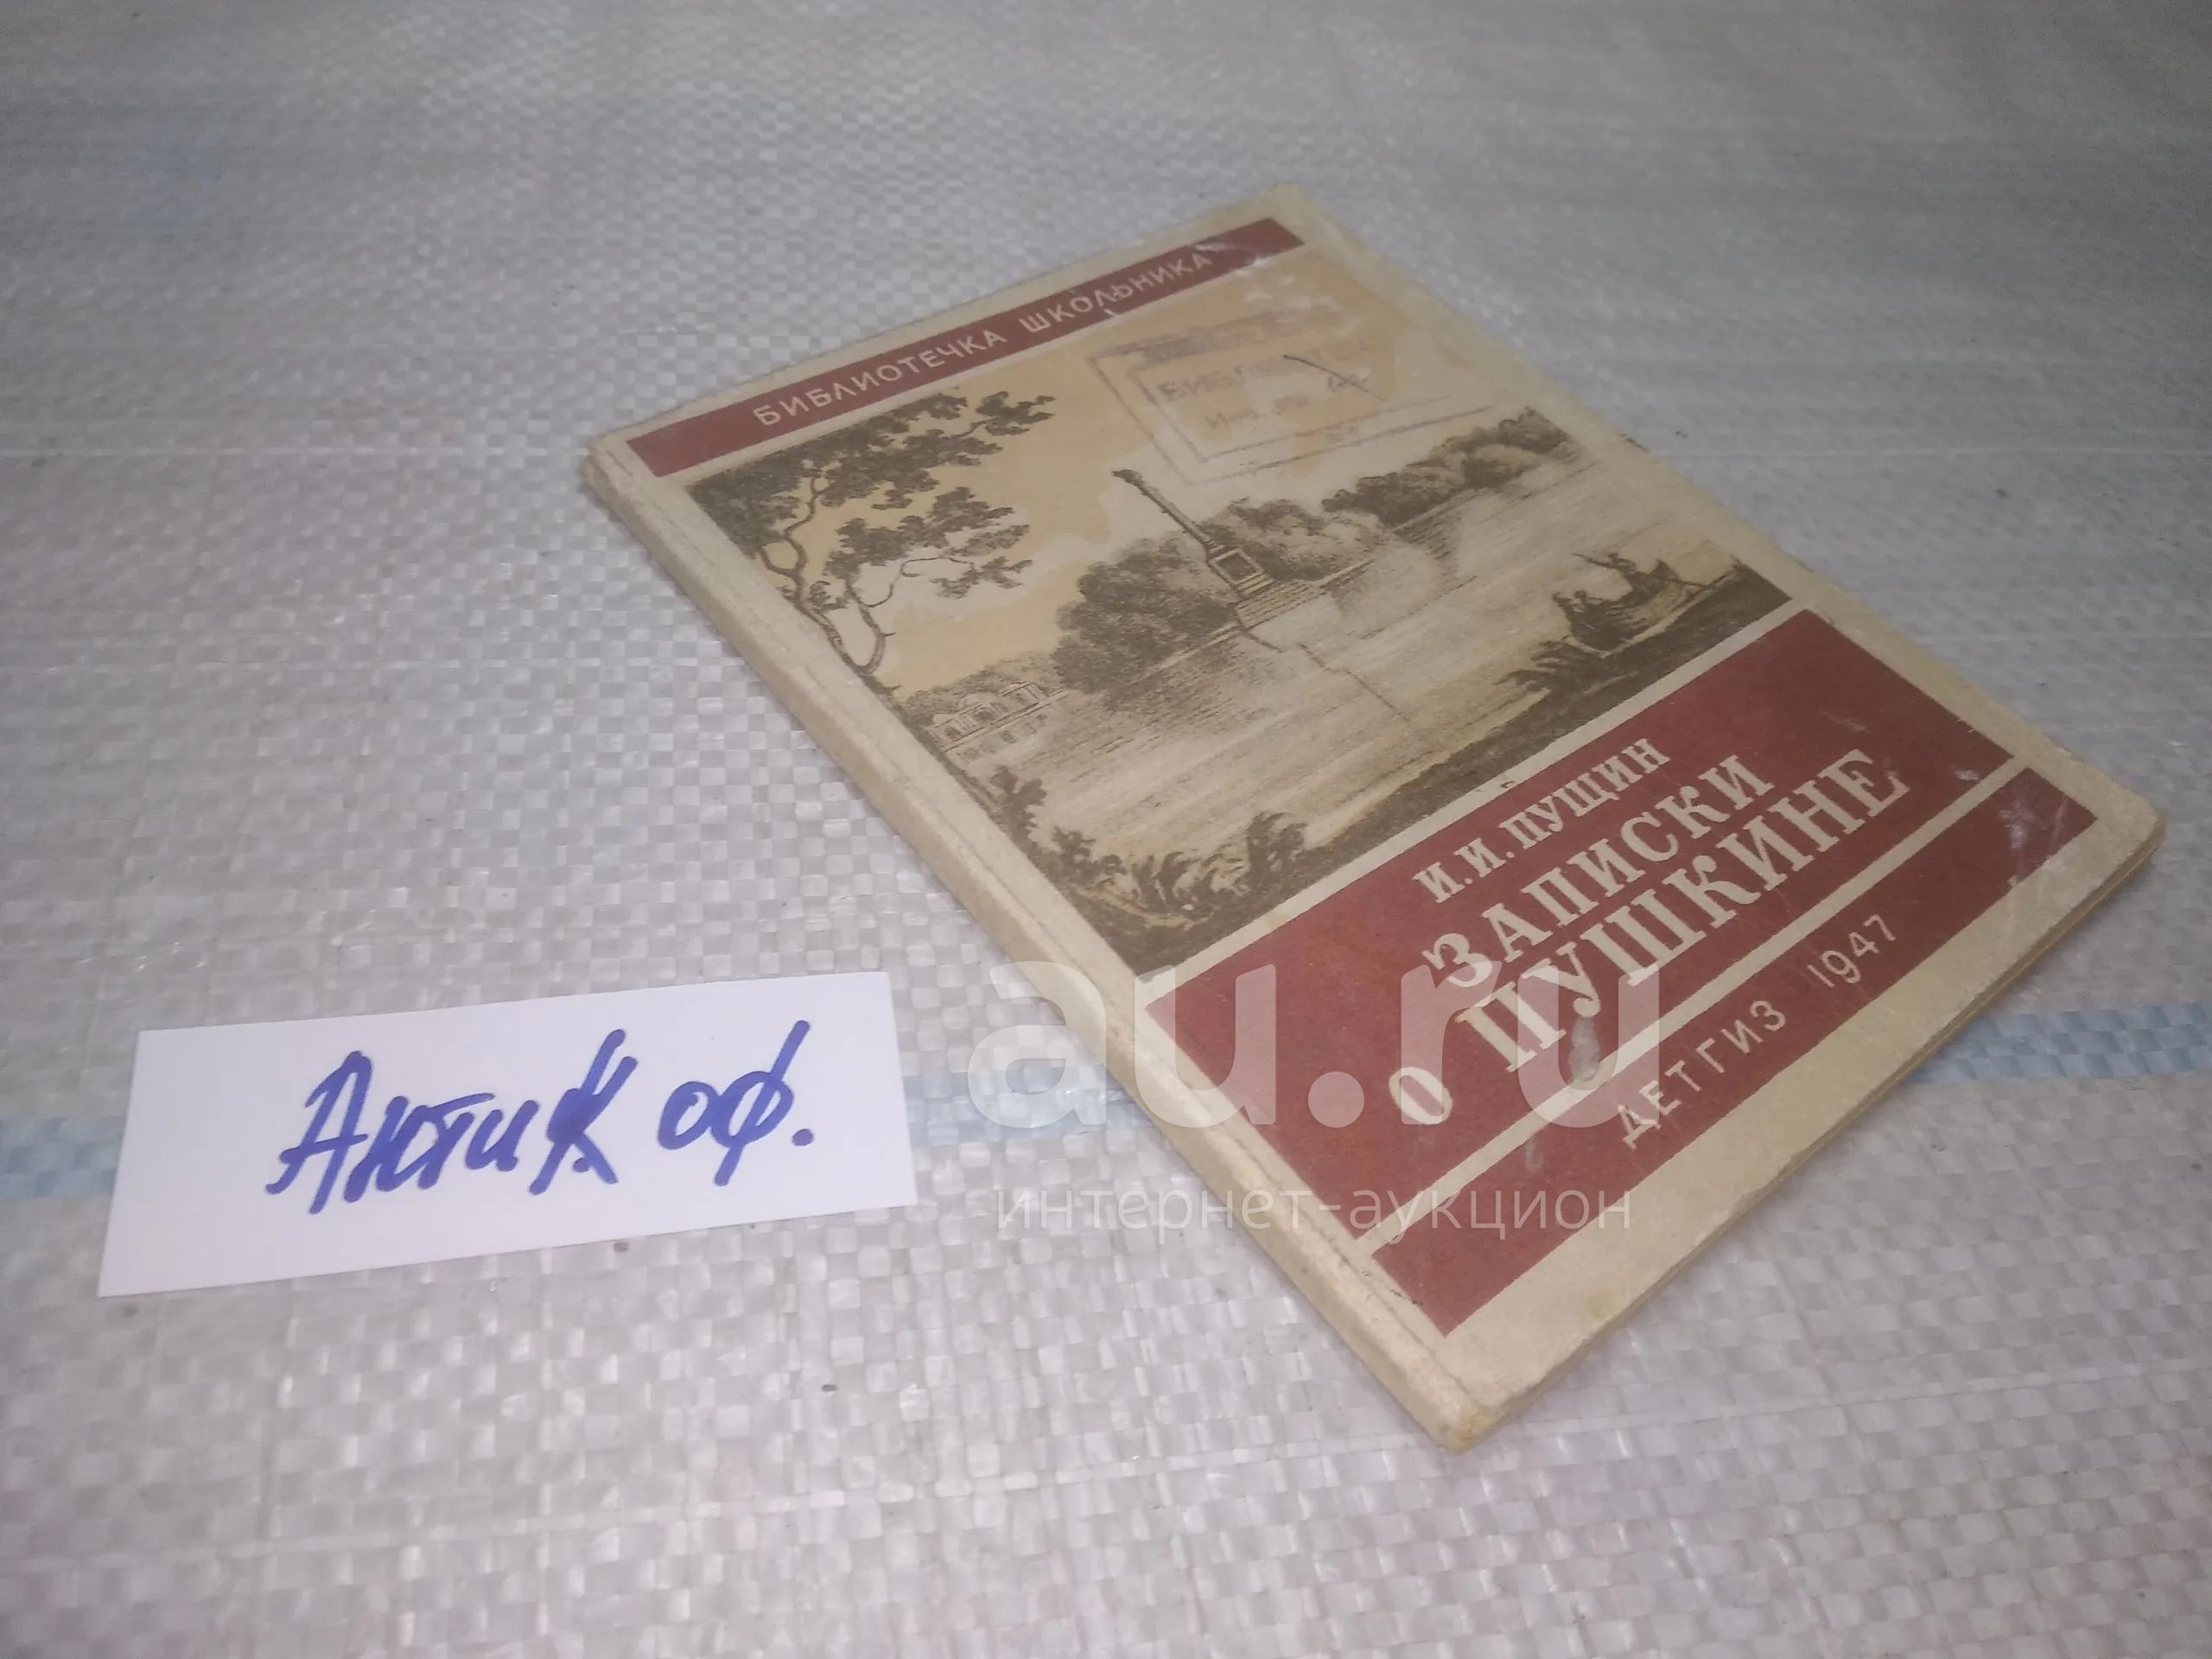 БИБЛИОТЕЧКА ШКОЛЬНИКА
И. И. ПУЩИН
ЗАПИСКИ
О ПУШКИНЕ
ДЕТГИЗ 1947
АнтиК оф.
au.ru
интернет-аукцион